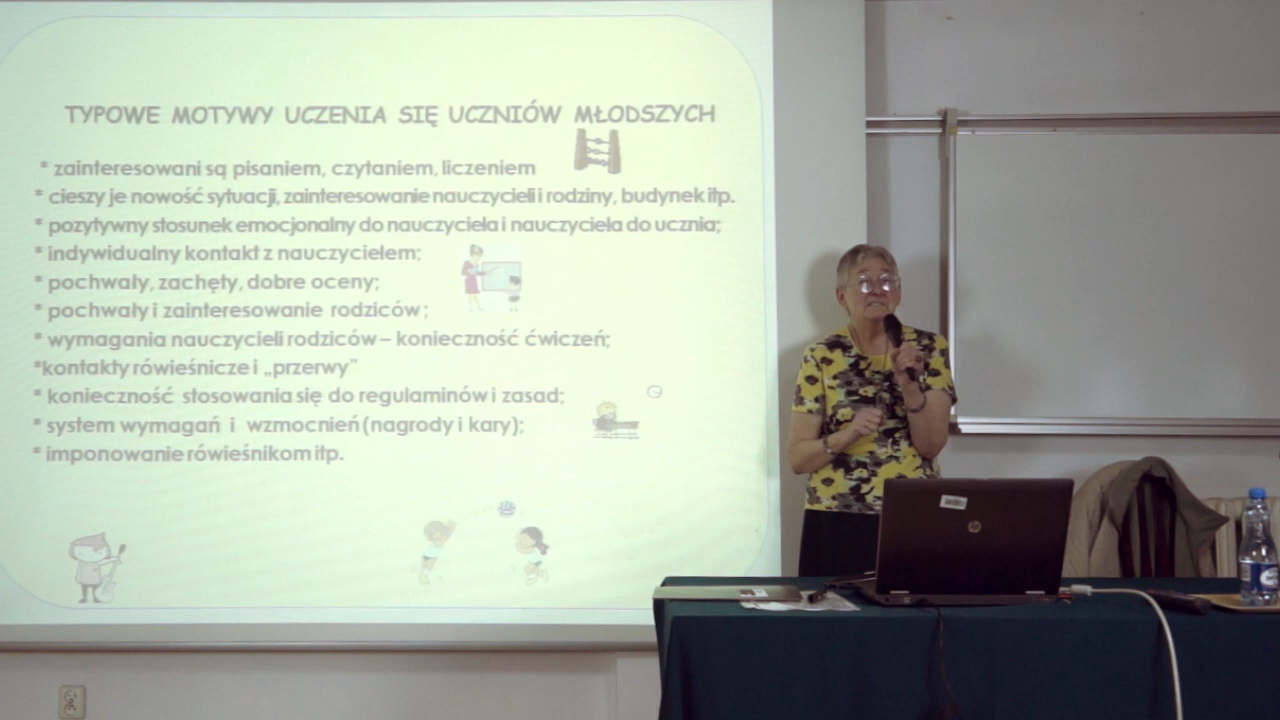 TYPOWE MOTYWY UCZENIA SIĘ UCZNIÓW MŁODSZYCH
* zainteresowani są pisaniem, czytaniem, liczeniem
* cieszy je nowość sytuacji, zainteresowanie nauczycieli i rodziny, budynek itp.
* pozytywny stosunek emocjonalny do nauczyciela i nauczyciela do ucznia;
* indywidualny kontakt z nauczycielem;
* pochwały, zachęty, dobre oceny;
* pochwały i zainteresowanie rodziców;
* wymagania nauczycieli rodziców – konieczność ćwiczeń;
*kontakty rówieśnicze i „przerwy”
* konieczność stosowania się do regulaminów i zasad;
* system wymagań i wzmocnień (nagrody i kary);
* imponowanie rówieśnikom itp.
hp